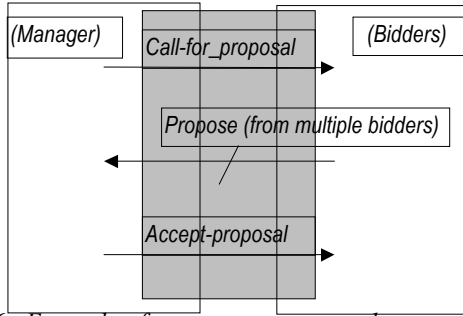 (Manager)
(Bidders)
Call-for_proposal
Propose (from multiple bidders)
Accept-proposal